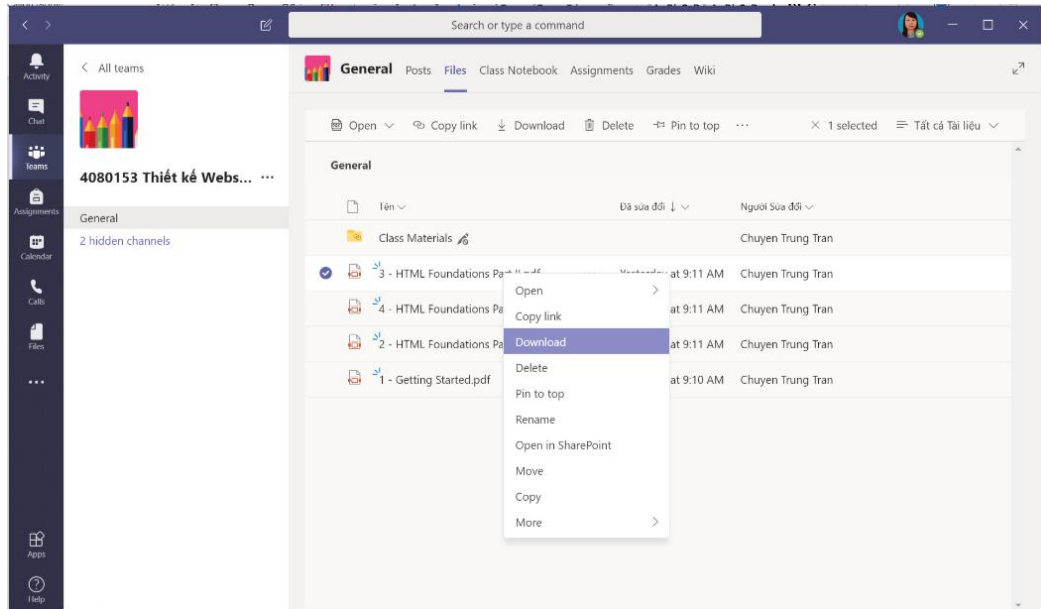 Search or type a command
Activity
Chat
Teams
Assignments
Calendar
Calls
Files
Apps
Help
All teams
4080153 Thiết kế Webs... ...
General
2 hidden channels
General Posts Files Class Notebook Assignments Grades Wiki
Open Copy link Download Delete Pin to top ... 1 selected Tất cả Tài liệu
General
Tên Đã sửa đổi Người Sửa đổi
Class Materials Chuyen Trung Tran
3 - HTML Foundations at 9:11 AM Chuyen Trung Tran
4 - HTML Foundations Pa at 9:11 AM Chuyen Trung Tran
2 - HTML Foundations Pa at 9:11 AM Chuyen Trung Tran
1 - Getting Started.pdf at 9:10 AM Chuyen Trung Tran
Open
Copy link
Download
Delete
Pin to top
Rename
Open in SharePoint
Move
Copy
More